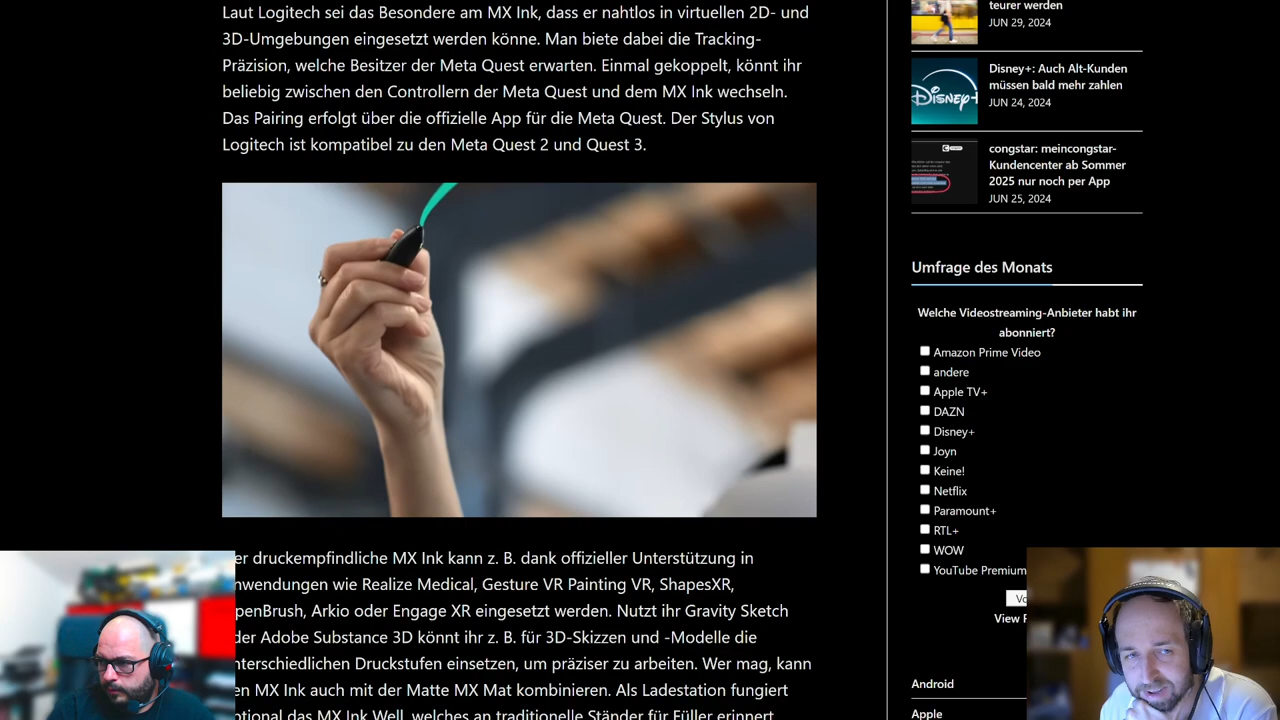 Laut Logitech sei das Besondere am MX Ink, dass er nahtlos in virtuellen 2D- und
3D-Umgebungen eingesetzt werden könne. Man biete dabei die Tracking-
Präzision, welche Besitzer der Meta Quest erwarten. Einmal gekoppelt, könnt ihr
beliebig zwischen den Controllern der Meta Quest und dem MX Ink wechseln.
Das Pairing erfolgt über die offizielle App für die Meta Quest. Der Stylus von
Logitech ist kompatibel zu den Meta Quest 2 und Quest 3.
er druckempfindliche MX Ink kann z. B. dank offizieller Unterstützung in
nwendungen wie Realize Medical, Gesture VR Painting VR, ShapesXR,
penBrush, Arkio oder Engage XR eingesetzt werden. Nutzt ihr Gravity Sketch
der Adobe Substance 3D könnt ihr z. B. für 3D-Skizzen und -Modelle die
nterschiedlichen Druckstufen einsetzen, um präziser zu arbeiten. Wer mag, kann
en MX Ink auch mit der Matte MX Mat kombinieren. Als Ladestation fungiert
ptional das MX Ink Well, welches an traditionelle Ständer für Füller erinnert
teurer werden
JUN 29, 2024
Disney+
Disney+: Auch Alt-Kunden
müssen bald mehr zahlen
JUN 24, 2024
congstar: meincongstar-
Kundencenter ab Sommer
2025 nur noch per App
JUN 25, 2024
Umfrage des Monats
Welche Videostreaming-Anbieter habt ihr
abonniert?
Amazon Prime Video
andere
Apple TV+
DAZN
Disney+
Joyn
Keine!
Netflix
Paramount+
RTL+
WOW
YouTube Premium
Vo
View
Android
Apple